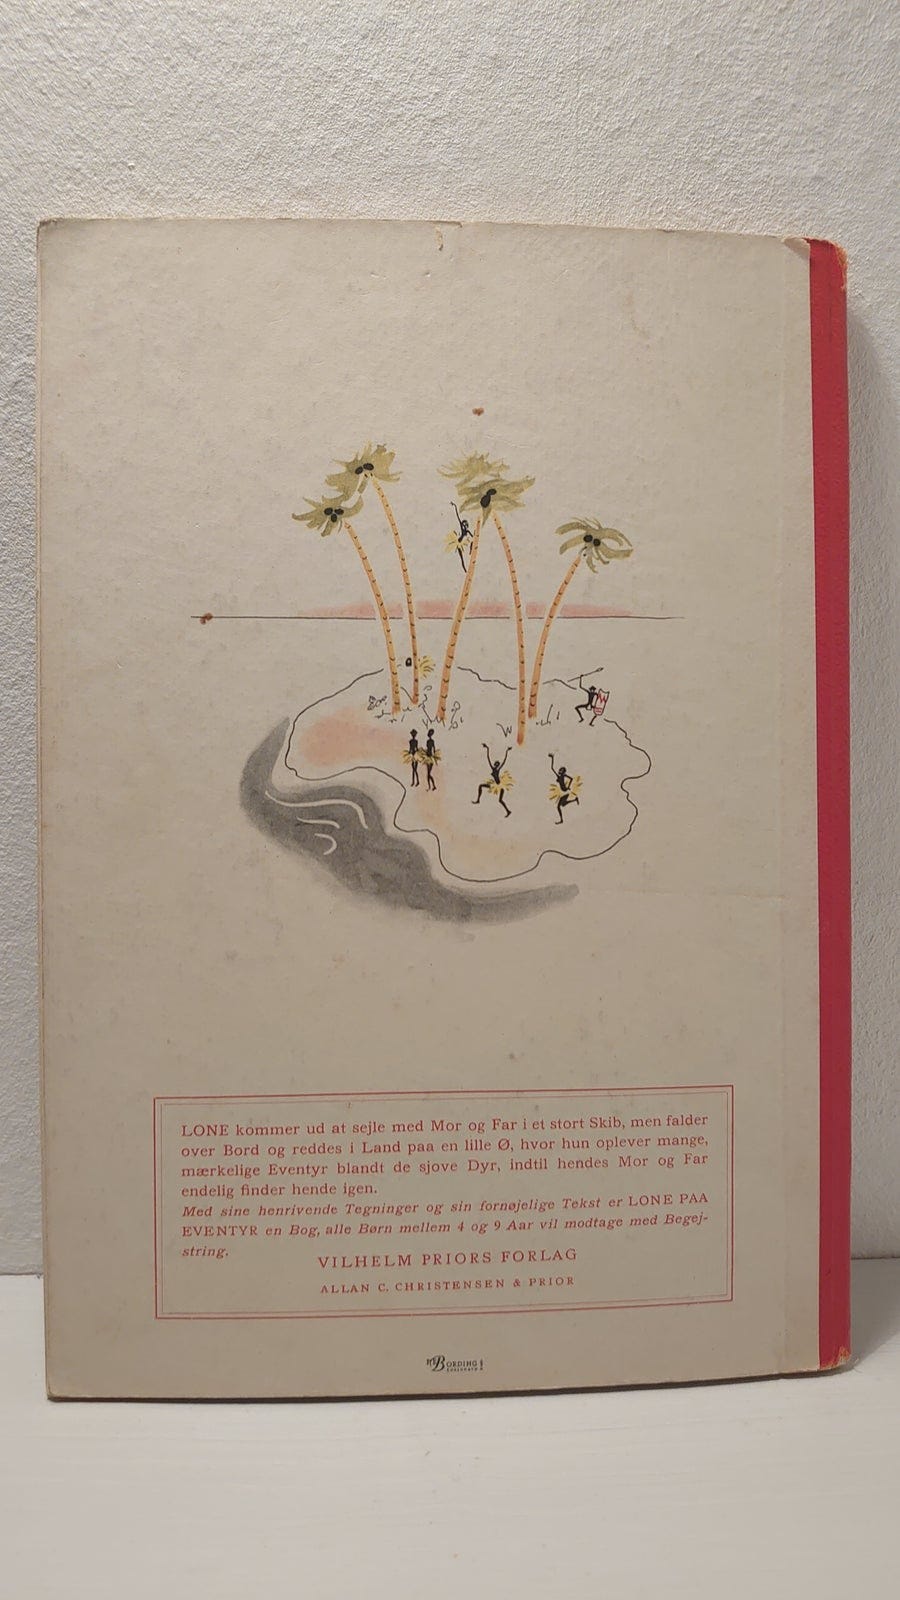 LONE kommer ud at sejle med Mor og Far i et stort Skib, men falder
over Bord og reddes i Land paa en lille Ø, hvor hun oplever mange,
mærkelige Eventyr blandt de sjove Dyr, indtil hendes Mor og Far
endelig finder hende igen.
Med sine henrivende Tegninger og sin fornøjelige Tekst er LONE PAA
EVENTYR en Bog, alle Børn mellem 4 og 9 Aar vil modtage med Begej-
string.
VILHELM PRIORS FORLAG
ALLAN C. CHRISTENSEN & PRIOR
BORDING